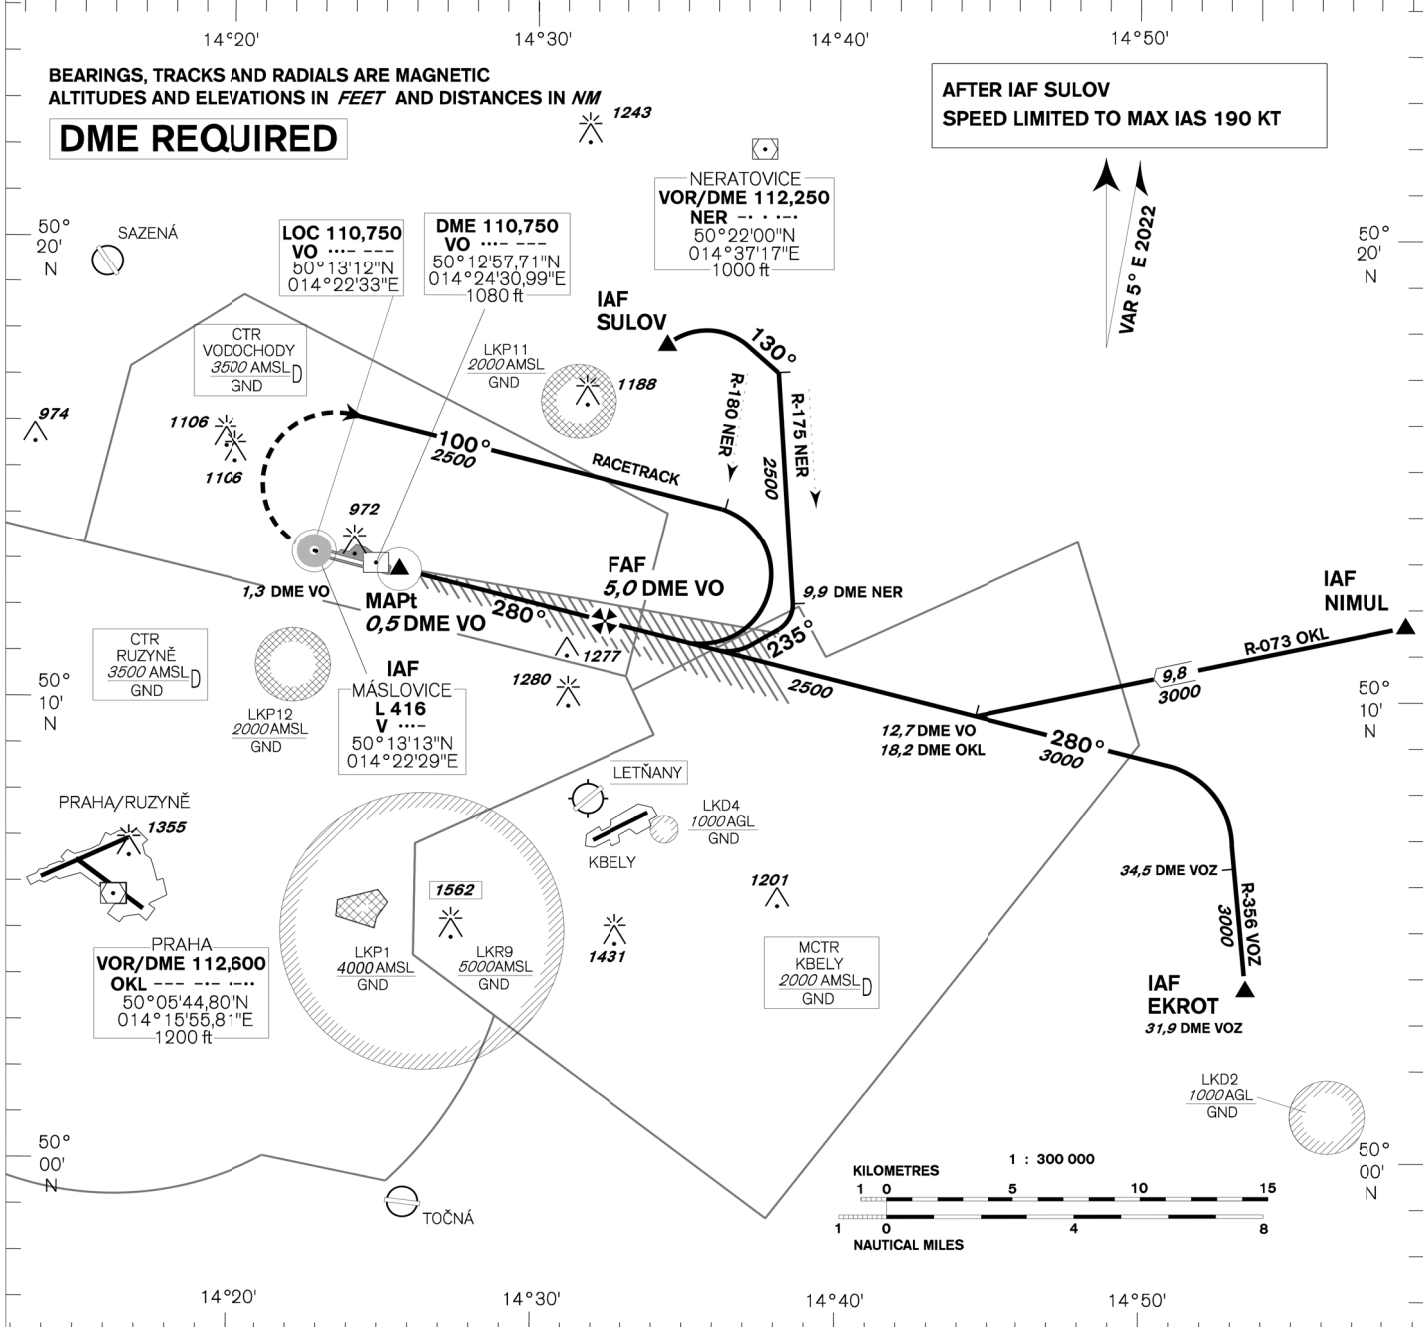 14°20'
14°30'
14°40'
14°50'
BEARINGS, TRACKS AND RADIALS ARE MAGNETIC
ALTITUDES AND ELEVATIONS IN FEET AND DISTANCES IN NM
DME REQUIRED
AFTER IAF SULOV
SPEED LIMITED TO MAX IAS 190 KT
VAR 5° E 2022
1243
NERATOVICE
VOR/DME 112,250
NER -· · ·-·
50°22'00"N
014°37'17"E
1000 ft
50°
20'
N
SAZENÁ
LOC 110,750
VO ···- ---
50°13'12"N
014°22'33"E
DME 110,750
VO ···- ---
50°12'57,71"N
014°24'30,99"E
1080 ft
50°
20'
N
IAF
SULOV
130°
CTR
VODOCHODY
3500 AMSL D
GND
LKP11
2000 AMSL
GND
1188
R-180 NER
R-175 NER
2500
974
1106
1106
100°
2500
RACETRACK
972
FAF
5,0 DME VO
9,9 DME NER
1,3 DME VO
MAPt
0,5 DME VO
280°
235°
IAF
NIMUL
R-073 OKL
9,8
3000
CTR
RUZYNĚ
3500 AMSL D
GND
1277
1280
2500
50°
10'
N
IAF
MÁSLOVICE
L 416
V ···-
50°13'13"N
014°22'29"E
LKP12
2000 AMSL
GND
12,7 DME VO
18,2 DME OKL
280°
3000
50°
10'
N
PRAHA/RUZYNĚ
1355
LETŇANY
LKD4
1000 AGL
GND
KBELY
34,5 DME VOZ
R-356 VOZ
3000
1562
1201
1431
LKP1
4000 AMSL
GND
LKR9
5000 AMSL
GND
MCTR
KBELY
2000 AMSL D
GND
PRAHA
VOR/DME 112,600
OKL --- -·- ·-··
50°05'44,80"N
014°15'55,81"E
1200 ft
IAF
EKROT
31,9 DME VOZ
LKD2
1000 AGL
GND
50°
00'
N
50°
00'
N
TOČNÁ
1 : 300 000
KILOMETRES
1 0 5 10 15
1 0 4 8
NAUTICAL MILES
14°20'
14°30'
14°40'
14°50'